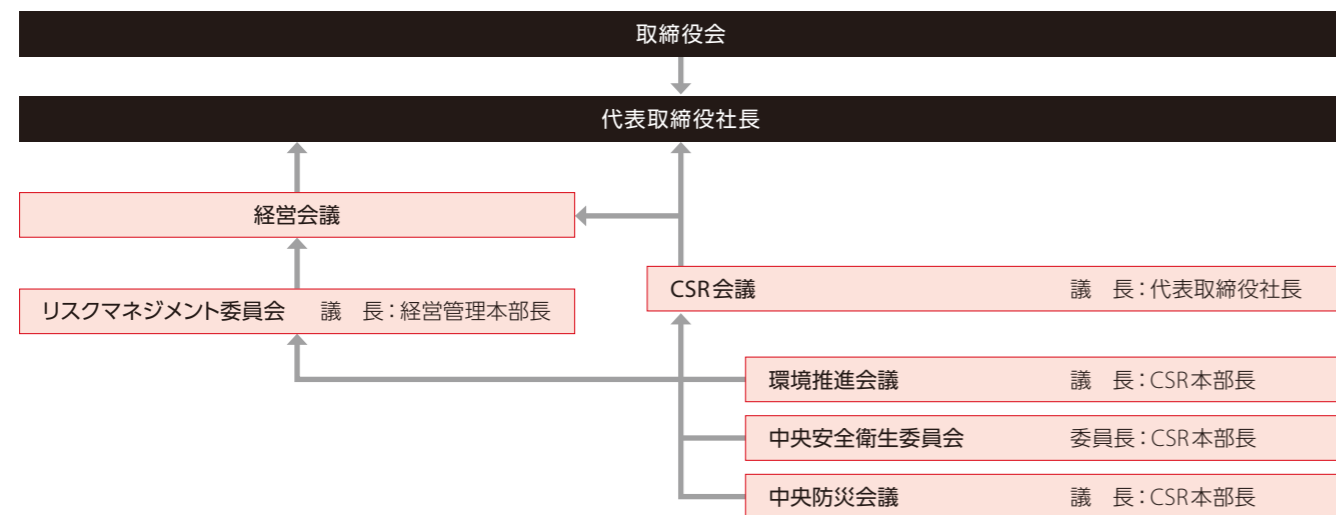 取締役会
代表取締役社長
経営会議
リスクマネジメント委員会 議 長：経営管理本部長
CSR会議 議 長：代表取締役社長
環境推進会議 議 長：CSR本部長
中央安全衛生委員会 委員長：CSR本部長
中央防災会議 議 長：CSR本部長